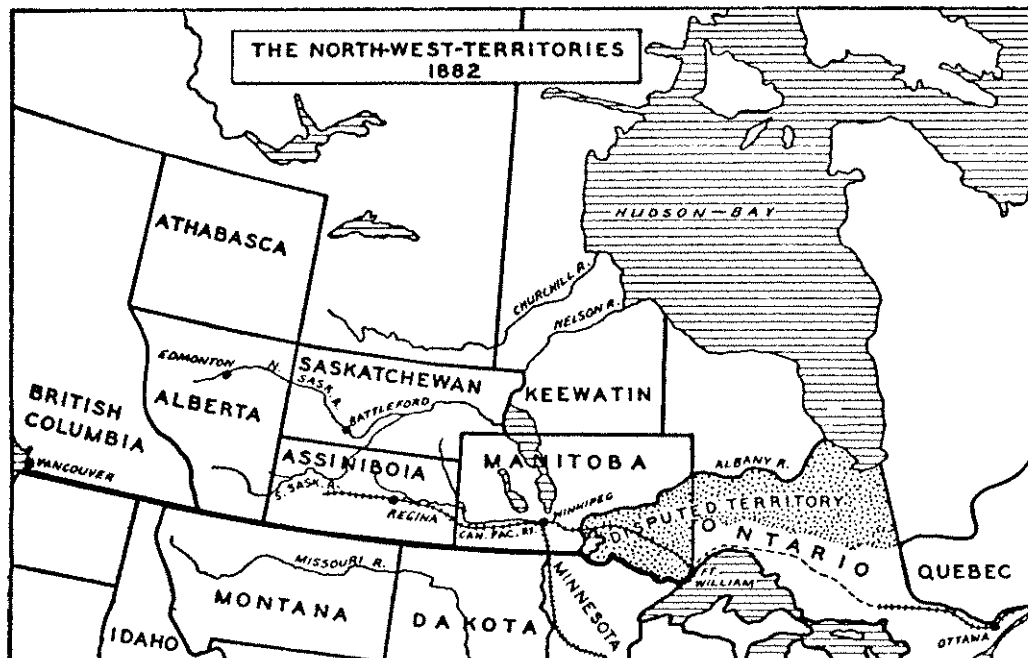 THE NORTH-WEST-TERRITORIES
1882
HUDSON-BAY
ATHABASCA
CHURCHILL R.
NELSON R.
EDMONTON
N. SASK. R.
SASKATCHEWAN
KEEWATIN
ALBERTA
BATTLEFORD
BRITISH
COLUMBIA
VANCOUVER
ASSINIBOIA
MANITOBA
ALBANY R.
S. SASK. R.
REGINA
WINNIPEG
CAN. PAC. RY.
DISPUTED TERRITORY
ONTARIO
FT.
WILLIAM
QUEBEC
MISSOURI R.
MONTANA
DAKOTA
MINNESOTA
IDAHO
OTTAWA